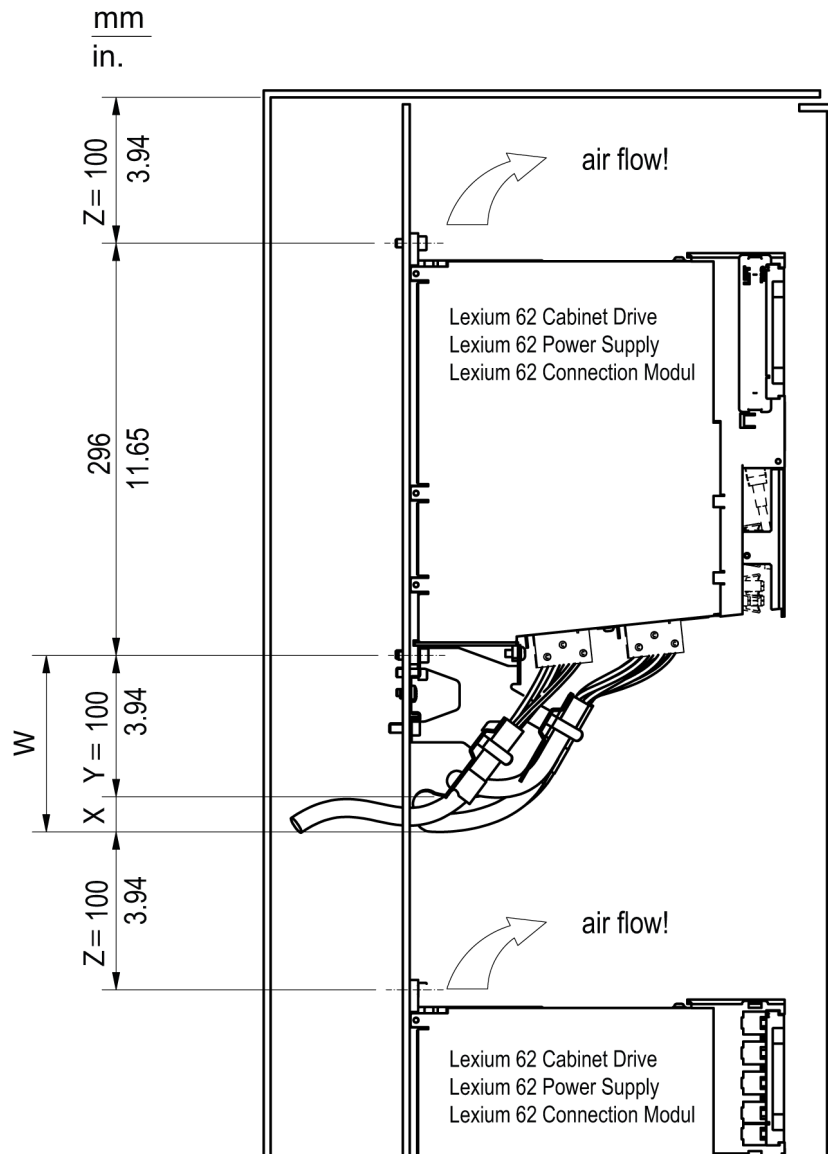 mm
in.
Z = 100
3.94
air flow!
Lexium 62 Cabinet Drive
Lexium 62 Power Supply
Lexium 62 Connection Modul
296
11.65
W
X
Y = 100
3.94
Z = 100
3.94
air flow!
Lexium 62 Cabinet Drive
Lexium 62 Power Supply
Lexium 62 Connection Modul